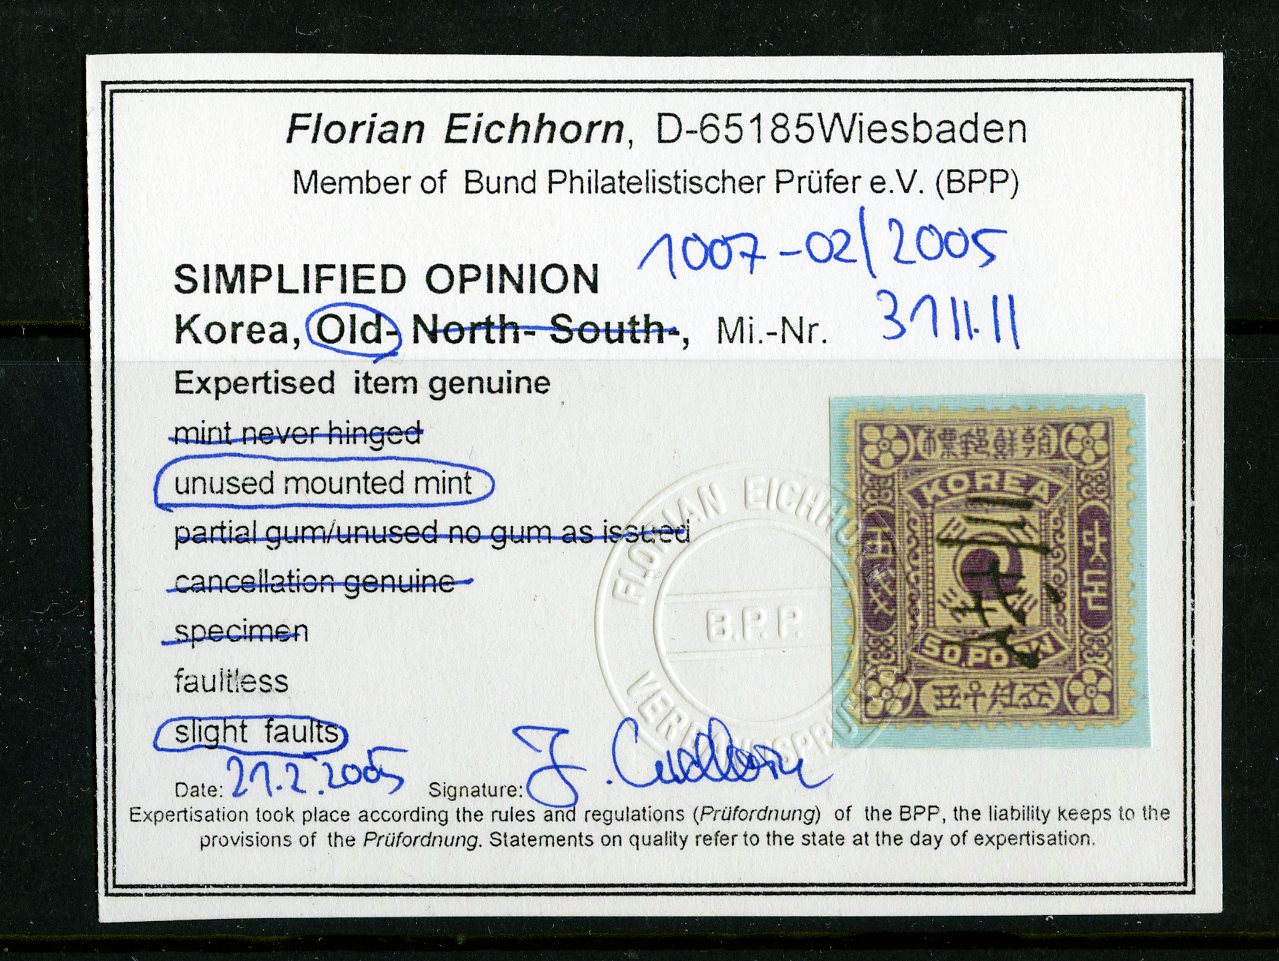 Florian Eichhorn, D-65185Wiesbaden
Member of Bund Philatelistischer Prüfer e.V. (BPP)
1007-02/2005
SIMPLIFIED OPINION
Korea, Old- North- South-, Mi.-Nr. 31 II.II
Expertised item genuine
mint never hinged
unused mounted mint
partial gum/unused no gum as issued
cancellation genuine
specimen
faultless
slight faults
Date: 21.2.2005 Signature:
Expertisation took place according the rules and regulations (Prüfordnung) of the BPP, the liability keeps to the
provisions of the Prüfordnung. Statements on quality refer to the state at the day of expertisation.
FLORIAN EICHHO
B.P.P.
KOREA
50.POON